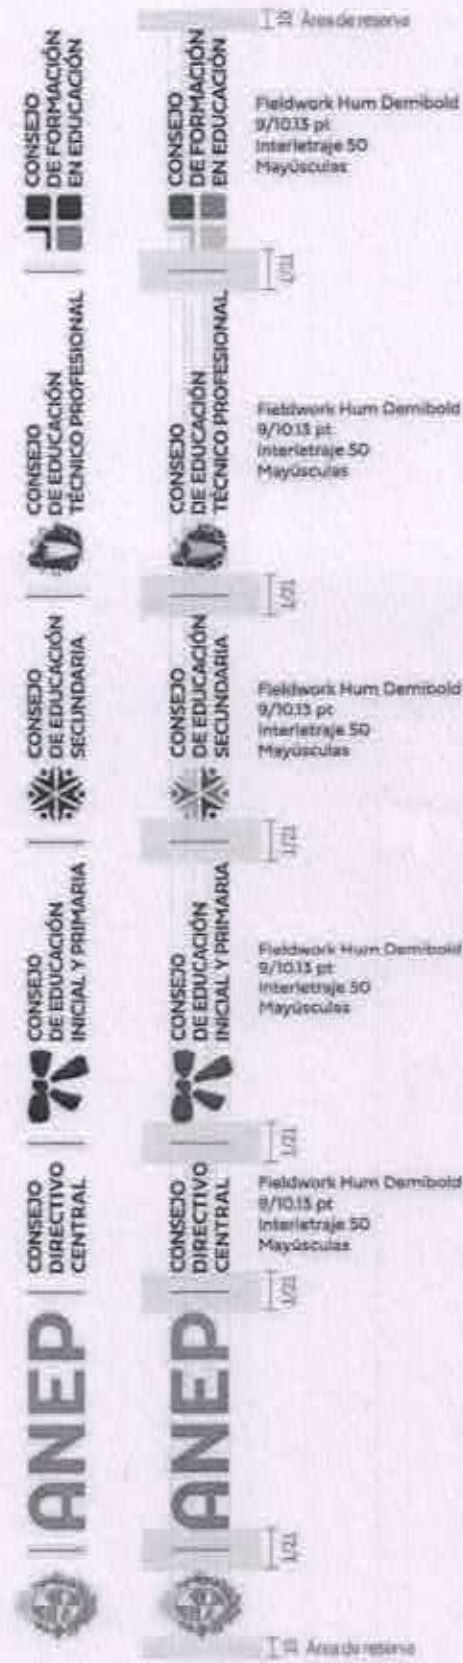 ANEP
CONSEJO
DIRECTIVO
CENTRAL
CONSEJO
DE EDUCACIÓN
INICIAL Y PRIMARIA
CONSEJO
DE EDUCACIÓN
SECUNDARIA
CONSEJO
DE EDUCACIÓN
TÉCNICO PROFESIONAL
CONSEJO
DE FORMACIÓN
EN EDUCACIÓN
ANEP
CONSEJO
DIRECTIVO
CENTRAL
CONSEJO
DE EDUCACIÓN
INICIAL Y PRIMARIA
CONSEJO
DE EDUCACIÓN
SECUNDARIA
CONSEJO
DE EDUCACIÓN
TÉCNICO PROFESIONAL
CONSEJO
DE FORMACIÓN
EN EDUCACIÓN
Área de reserva
Fieldwork Hum Demibold
9/10.13 pt
Interletraje 50
Mayúsculas
Fieldwork Hum Demibold
9/10.13 pt
Interletraje 50
Mayúsculas
Fieldwork Hum Demibold
9/10.13 pt
Interletraje 50
Mayúsculas
Fieldwork Hum Demibold
9/10.13 pt
Interletraje 50
Mayúsculas
Fieldwork Hum Demibold
9/10.13 pt
Interletraje 50
Mayúsculas
Área de reserva